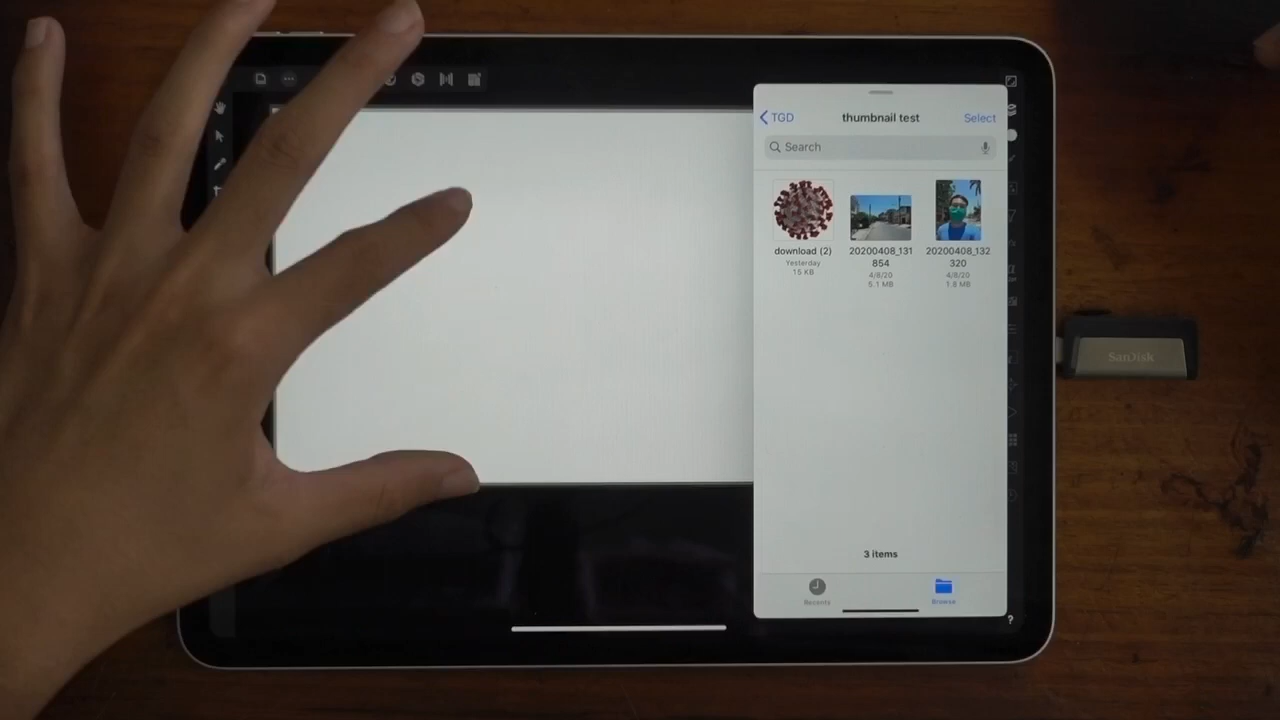 TGD
thumbnail test
Select
Search
download (2)
Yesterday
15 KB
20200408_131
854
4/8/20
5.1 MB
20200408_132
320
4/8/20
1.8 MB
3 items
Recents
Browse
?
SanDisk